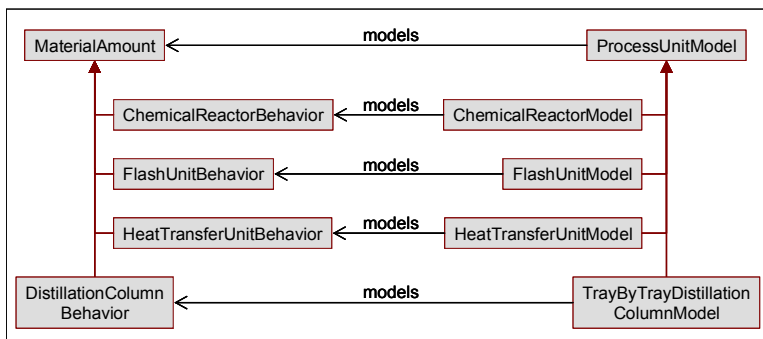 models
MaterialAmount
ProcessUnitModel
models
ChemicalReactorBehavior
ChemicalReactorModel
models
FlashUnitBehavior
FlashUnitModel
models
HeatTransferUnitBehavior
HeatTransferUnitModel
DistillationColumn
Behavior
models
TrayByTrayDistillation
ColumnModel